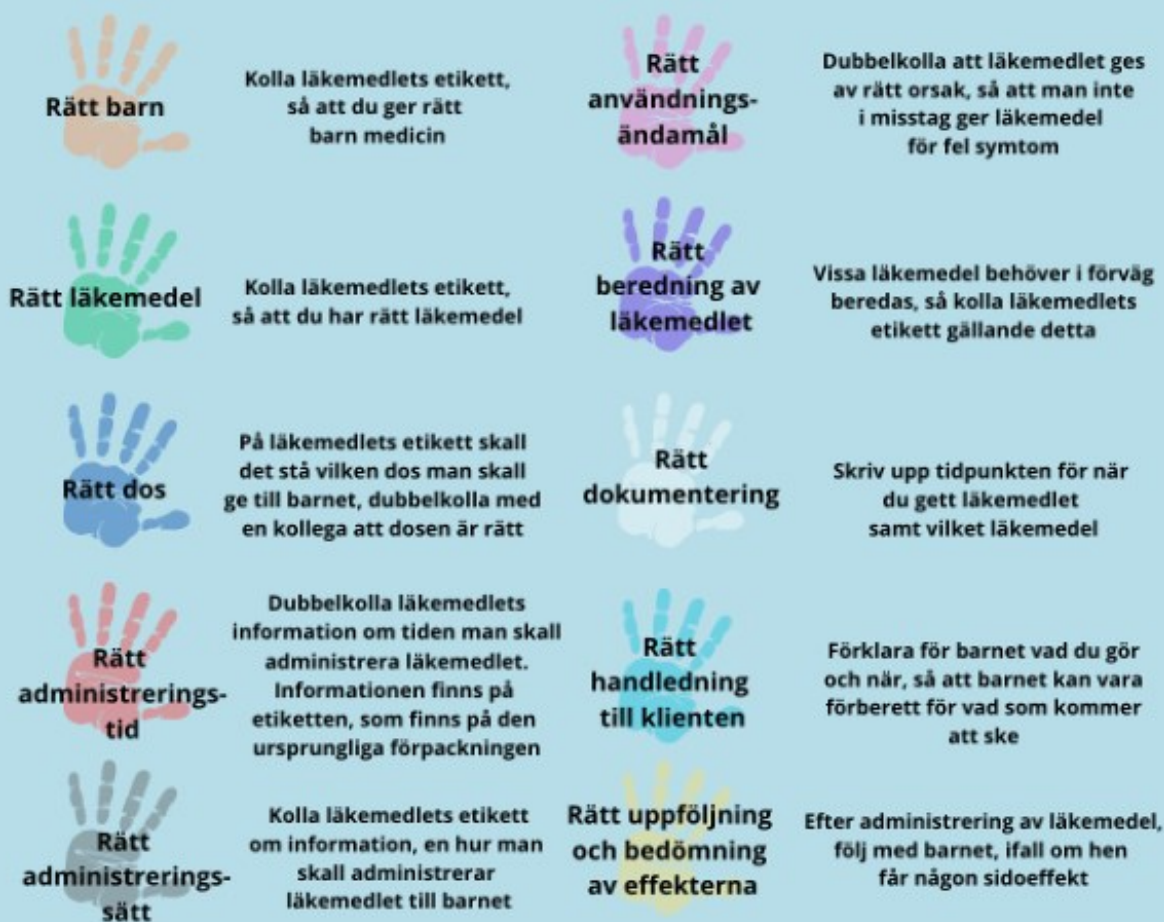 Rätt barn
Kolla läkemedlets etikett,
så att du ger rätt
barn medicin
Rätt läkemedel
Kolla läkemedlets etikett,
så att du har rätt läkemedel
Rätt dos
På läkemedlets etikett skall
det stå vilken dos man skall
ge till barnet, dubbelkolla med
en kollega att dosen är rätt
Rätt
administrerings-
tid
Dubbelkolla läkemedlets
information om tiden man skall
administrera läkemedlet.
Informationen finns på
etiketten, som finns på den
ursprungliga förpackningen
Rätt
administrerings-
sätt
Kolla läkemedlets etikett
om information, en hur man
skall administrerar
läkemedlet till barnet
Rätt
användnings-
ändamål
Dubbelkolla att läkemedlet ges
av rätt orsak, så att man inte
i misstag ger läkemedel
för fel symtom
Rätt
beredning av
läkemedlet
Vissa läkemedel behöver i förväg
beredas, så kolla läkemedlets
etikett gällande detta
Rätt
dokumentering
Skriv upp tidpunkten för när
du gett läkemedlet
samt vilket läkemedel
Rätt
handledning
till klienten
Förklara för barnet vad du gör
och när, så att barnet kan vara
förberett för vad som kommer
att ske
Rätt uppföljning
och bedömning
av effekterna
Efter administrering av läkemedel,
följ med barnet, ifall om hen
får någon sidoeffekt